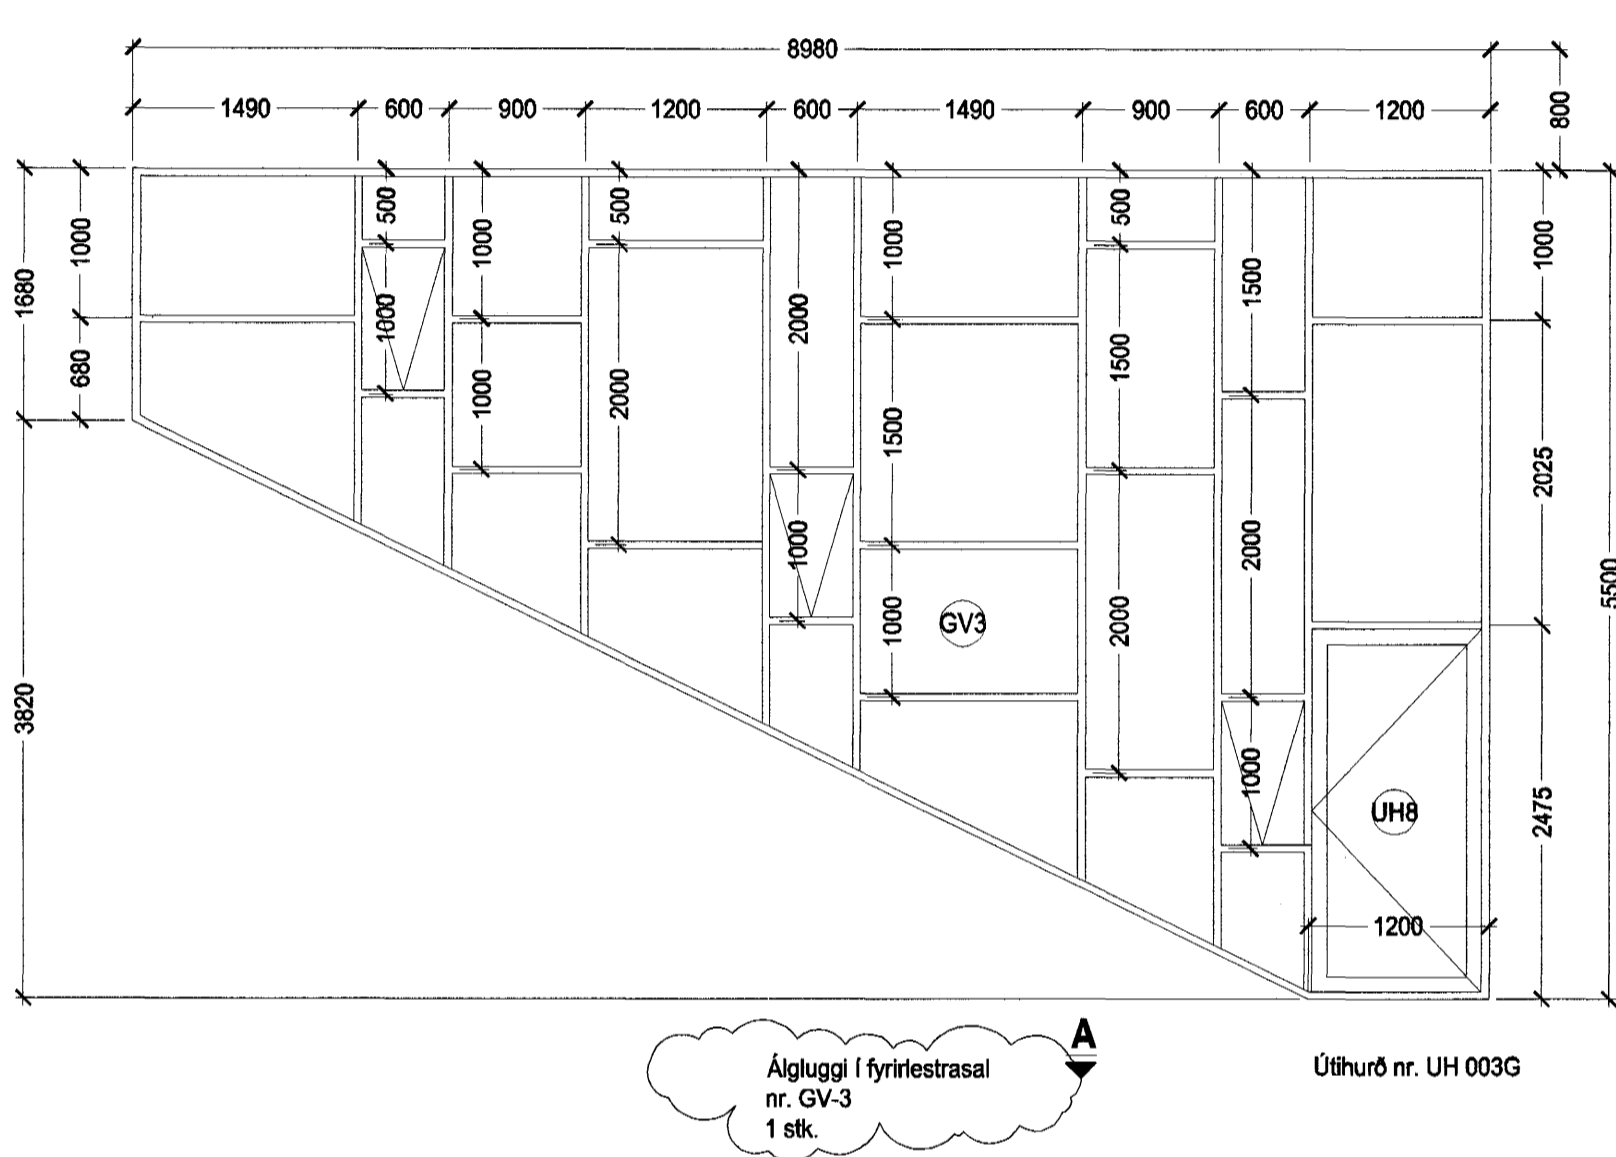 8980
1490 600 900 1200 600 1490 900 600 1200
800
500 500 500
1000 1000 1000 1000
1680
1500
1000 2000
680
1000 2000 1500 1500 2025
1000 2000 5500
1000 GV3 2000
3820
1000 2475
UH8
1200
Álgluggi í fyrirlestrasal
nr. GV-3
1 stk.
A
Útihurð nr. UH 003G